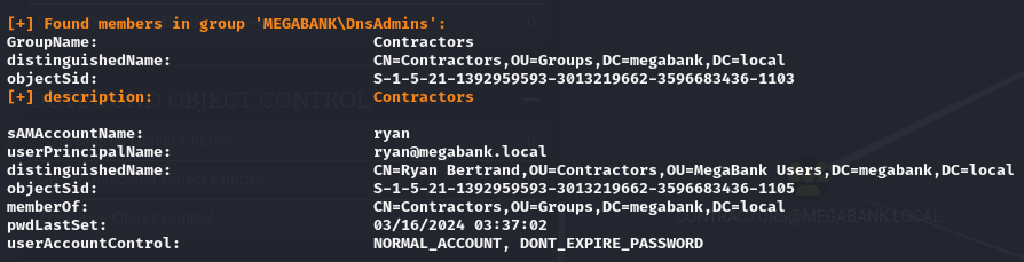 [+] Found members in group 'MEGABANK\DnsAdmins':
GroupName: Contractors
distinguishedName: CN=Contractors,OU=Groups,DC=megabank,DC=local
objectSid: S-1-5-21-1392959593-3013219662-3596683436-1103
[+] description: Contractors
sAMAccountName: ryan
userPrincipalName: ryan@megabank.local
distinguishedName: CN=Ryan Bertrand,OU=Contractors,OU=MegaBank Users,DC=megabank,DC=local
objectSid: S-1-5-21-1392959593-3013219662-3596683436-1105
memberOf: CN=Contractors,OU=Groups,DC=megabank,DC=local
pwdLastSet: 03/16/2024 03:37:02
userAccountControl: NORMAL_ACCOUNT, DONT_EXPIRE_PASSWORD
CONTRACTORS@MEGABANK.LOCAL